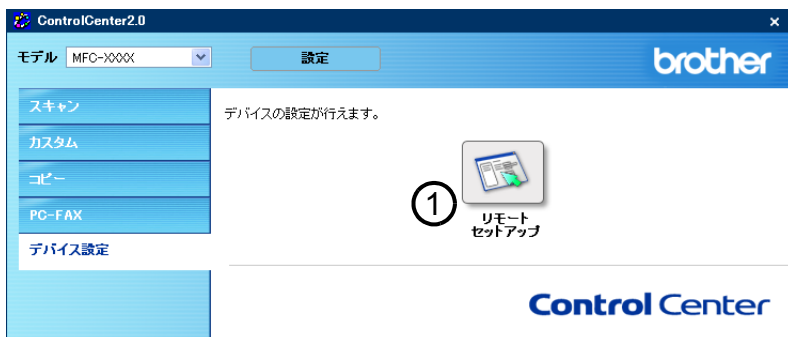 ControlCenter2.0
モデル MFC-XXXX 設定 brother
スキャン
デバイスの設定が行えます。
カスタム
コピー
PC-FAX
1
リモート
セットアップ
デバイス設定
Control Center